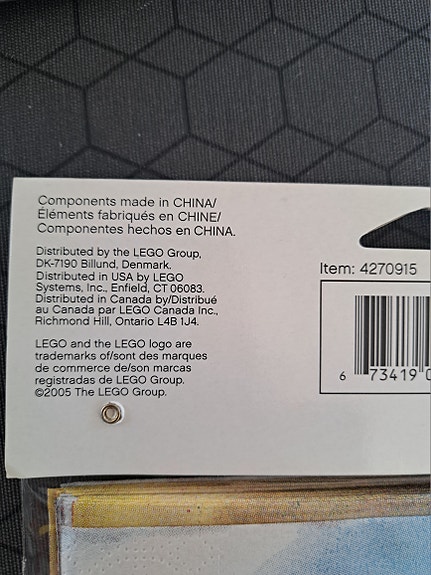 Components made in CHINA/
Éléments fabriqués en CHINE/
Componentes hechos en CHINA.
Distributed by the LEGO Group,
DK-7190 Billund, Denmark.
Distributed in USA by LEGO
Systems, Inc., Enfield, CT 06083.
Distributed in Canada by/Distribué
au Canada par LEGO Canada Inc.,
Richmond Hill, Ontario L4B 1J4.
LEGO and the LEGO logo are
trademarks of/sont des marques
de commerce de/son marcas
registradas de LEGO Group.
©2005 The LEGO Group.
Item: 4270915
6 73419 0